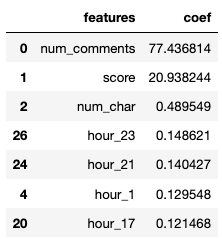 features coef
0 num_comments 77.436814
1 score 20.938244
2 num_char 0.489549
26 hour_23 0.148621
24 hour_21 0.140427
4 hour_1 0.129548
20 hour_17 0.121468